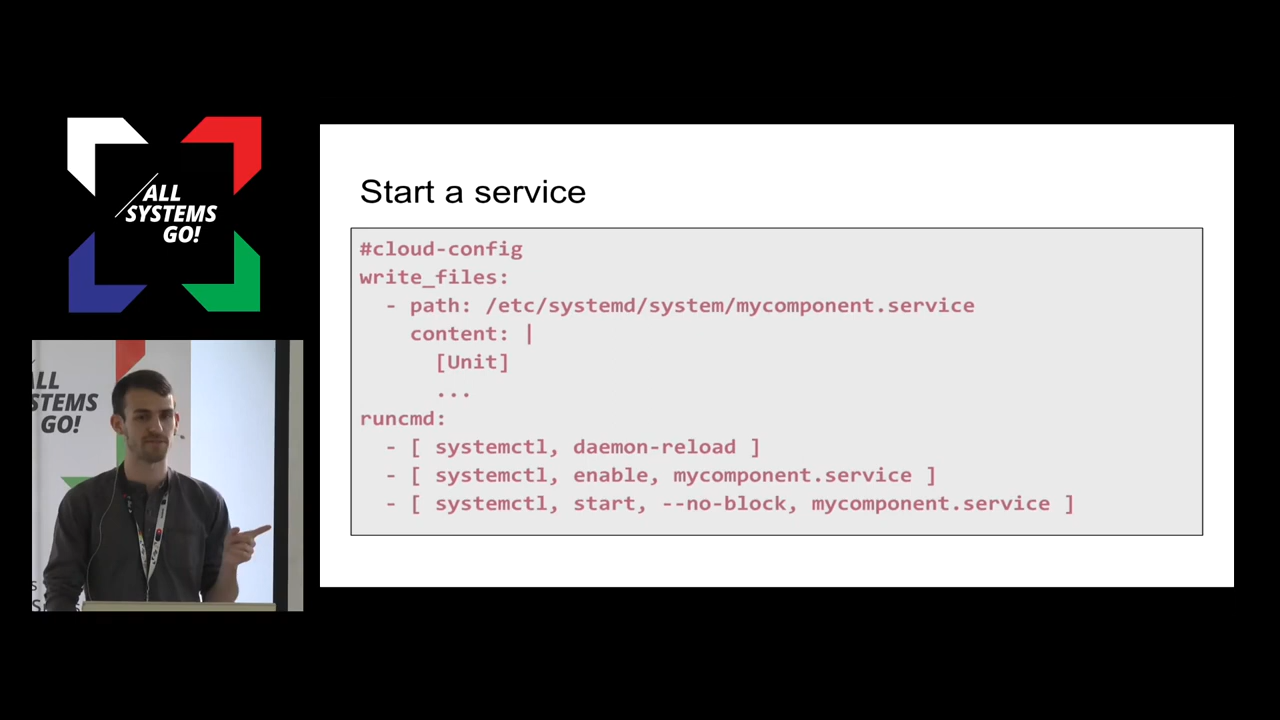 ALL
SYSTEMS
GO!
Start a service
#cloud-config
write_files:
  - path: /etc/systemd/system/mycomponent.service
    content: |
      [Unit]
      ...
runcmd:
  - [ systemctl, daemon-reload ]
  - [ systemctl, enable, mycomponent.service ]
  - [ systemctl, start, --no-block, mycomponent.service ]
ALL
STEMS
GO!